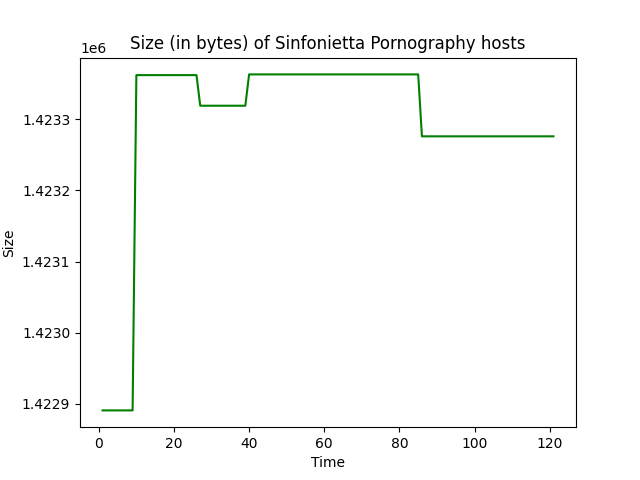 Size (in bytes) of Sinfonietta Pornography hosts
1e6
1.4233
1.4232
1.4231
1.4230
1.4229
Size
0 20 40 60 80 100 120
Time